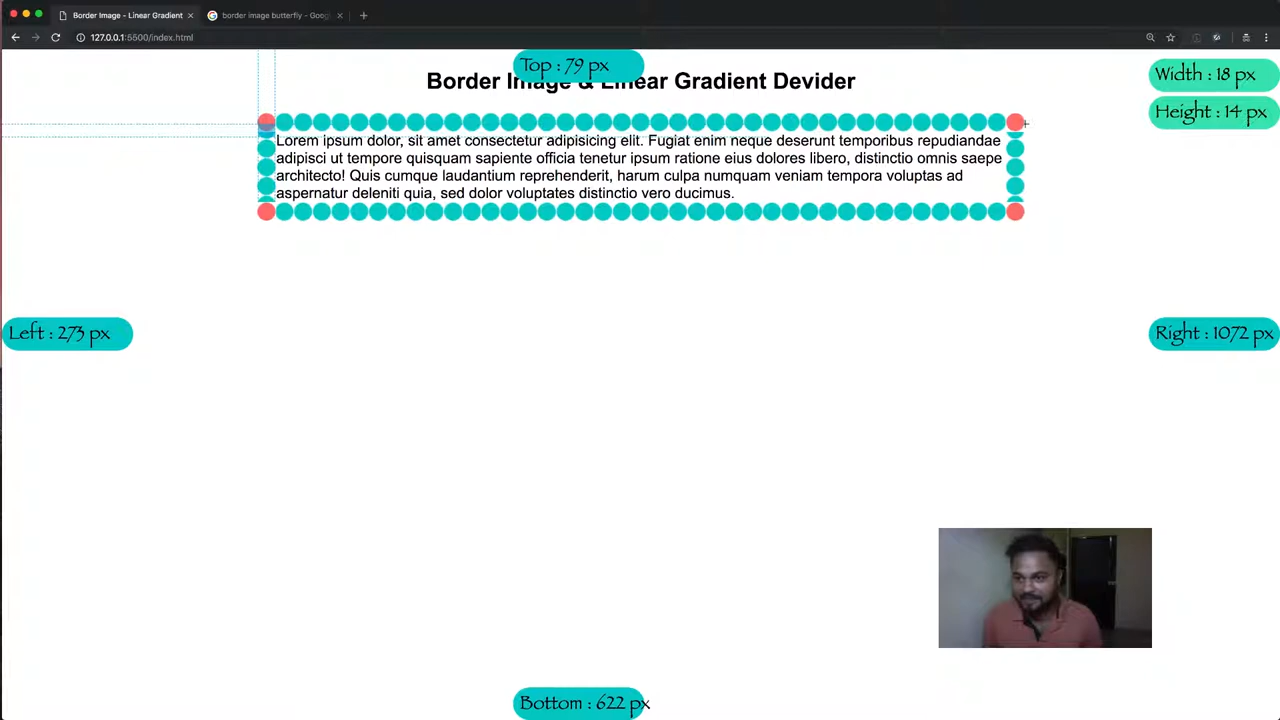 Border Image - Linear Gradient
border image butterfly - Goo
127.0.0.1:5500/index.html
Top : 79 px
Width : 18 px
Border Image & Linear Gradient Devider
Height : 14 px
Lorem ipsum dolor, sit amet consectetur adipisicing elit. Fugiat enim neque deserunt temporibus repudiandae
adipisci ut tempore quisquam sapiente officia tenetur ipsum ratione eius dolores libero, distinctio omnis saepe
architecto! Quis cumque laudantium reprehenderit, harum culpa numquam veniam tempora voluptas ad
aspernatur deleniti quia, sed dolor voluptates distinctio vero ducimus.
Left : 273 px
Right : 1072 px
Bottom : 622 px